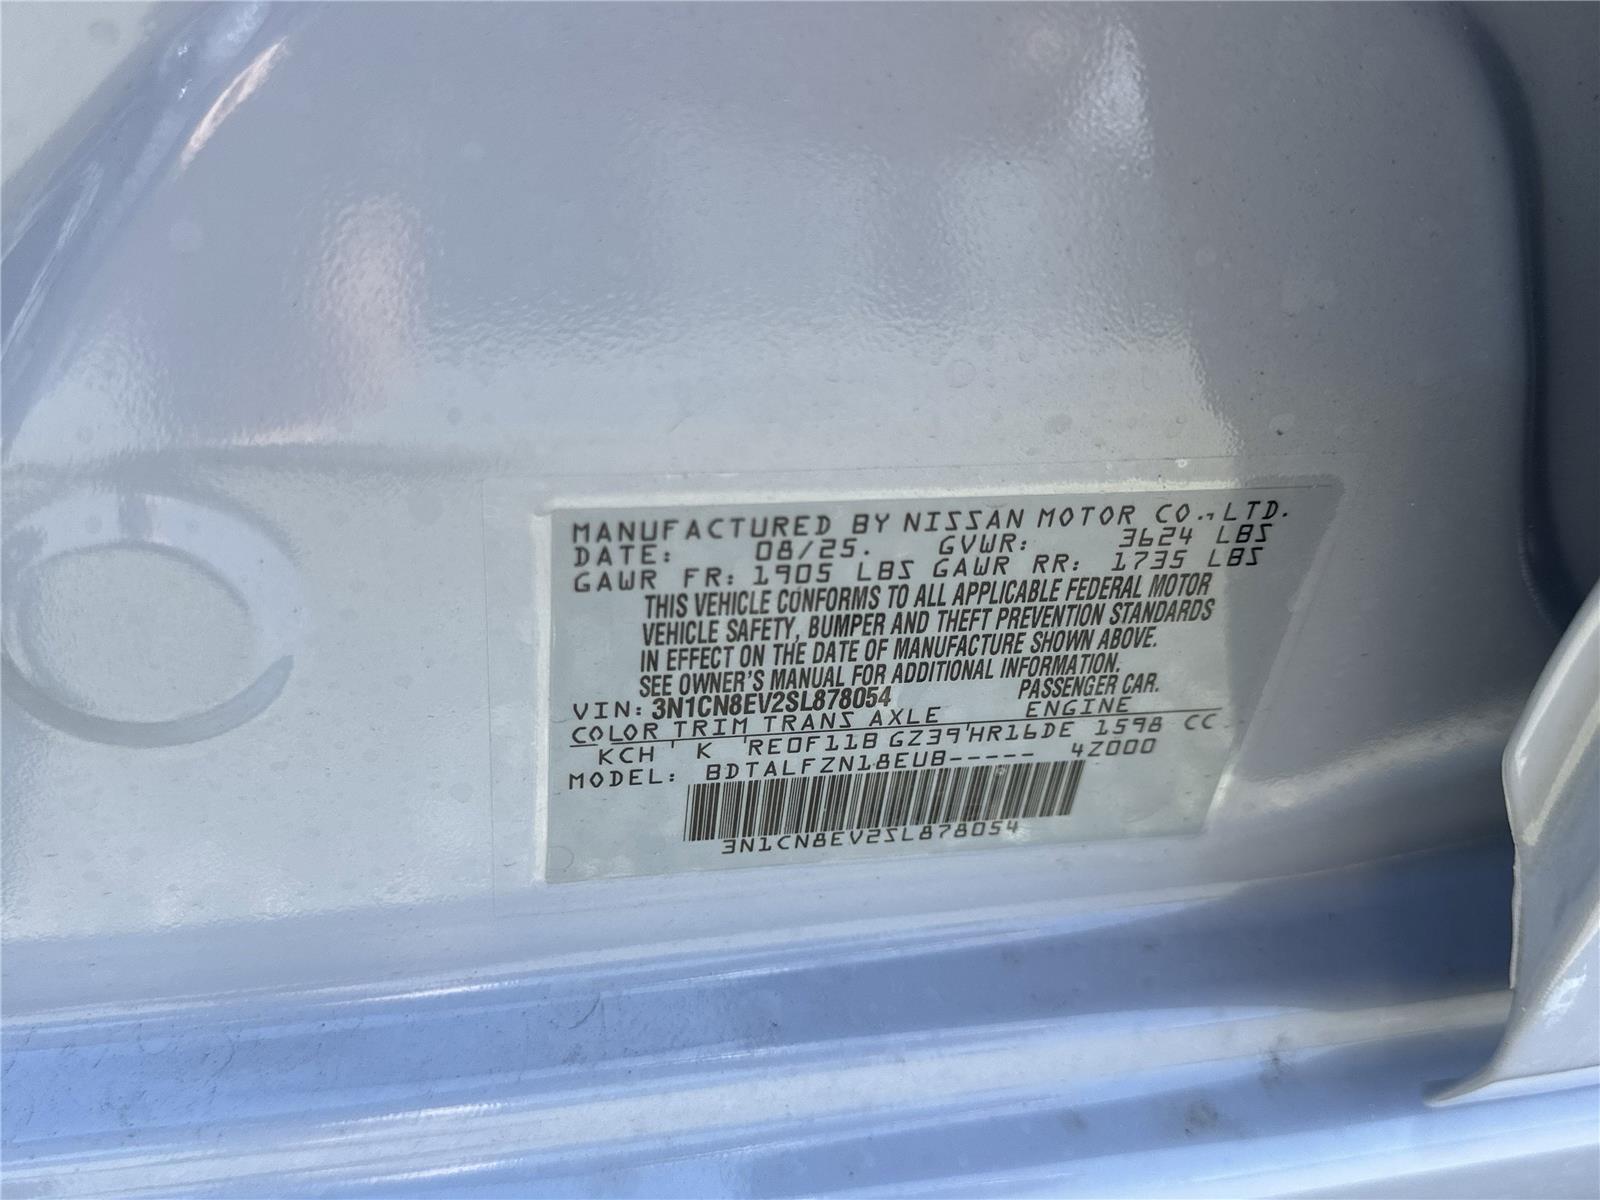 MANUFACTURED BY NISSAN MOTOR CO., LTD.
DATE: 08/25. GVWR: 3624 LBS
GAWR FR: 1905 LBS GAWR RR: 1735 LBS
THIS VEHICLE CONFORMS TO ALL APPLICABLE FEDERAL MOTOR
VEHICLE SAFETY, BUMPER AND THEFT PREVENTION STANDARDS
IN EFFECT ON THE DATE OF MANUFACTURE SHOWN ABOVE.
SEE OWNER'S MANUAL FOR ADDITIONAL INFORMATION.
VIN: 3N1CN8EV2SL878054 PASSENGER CAR.
COLOR TRIM TRANS AXLE ENGINE
KCH K RE0F11B GZ39 HR16DE 1598 CC
MODEL: BDTALFZN18EUB----- 4Z000
3N1CN8EV2SL878054